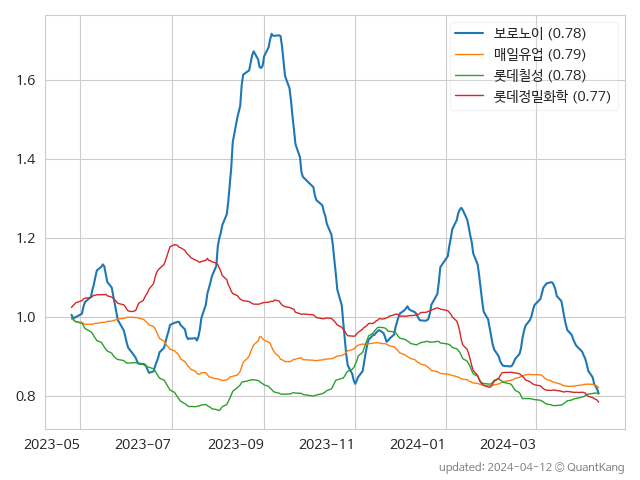 보로노이 (0.78)
매일유업 (0.79)
롯데칠성 (0.78)
롯데정밀화학 (0.77)
1.6
1.4
1.2
1.0
0.8
2023-05 2023-07 2023-09 2023-11 2024-01 2024-03
updated: 2024-04-12 © QuantKang